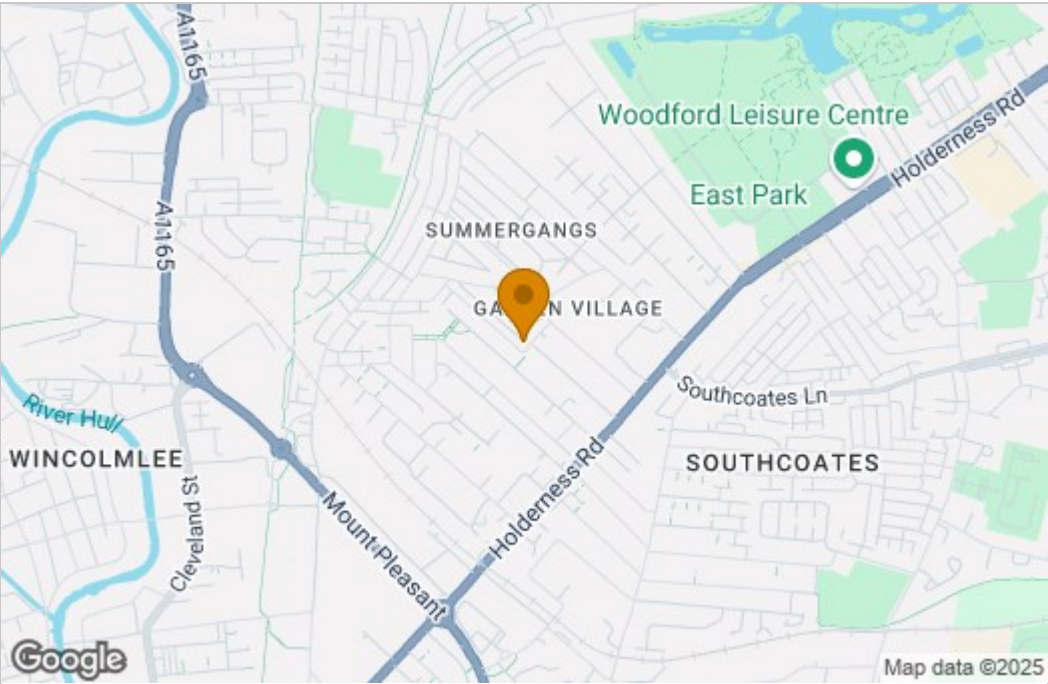 A1165
Woodford Leisure Centre
Holderness Rd
East Park
A1165
SUMMERGANGS
GARDEN VILLAGE
Southcoates Ln
River Hull
WINCOLMLEE
SOUTHCOATES
Holderness Rd
Cleveland St
Mount Pleasant
Google
Map data ©2025